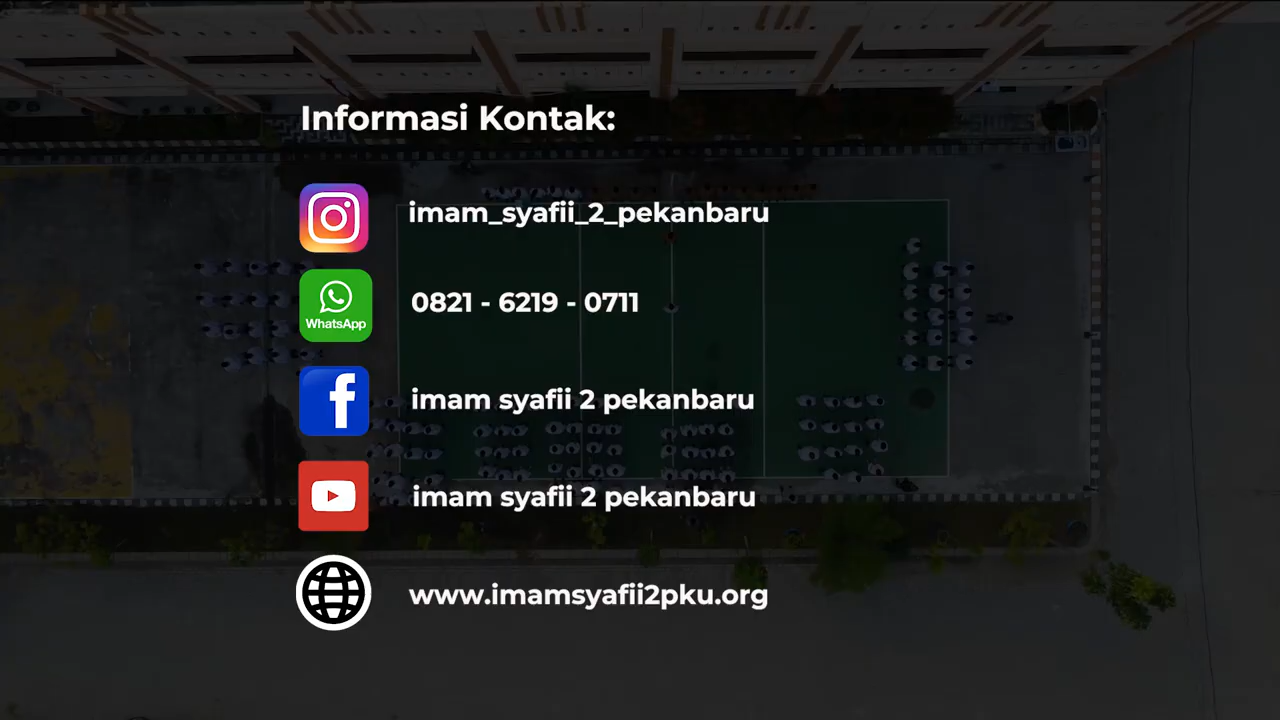 Informasi Kontak:
imam_syafii_2_pekanbaru
WhatsApp
0821 - 6219 - 0711
imam syafii 2 pekanbaru
imam syafii 2 pekanbaru
www.imamsyafii2pku.org